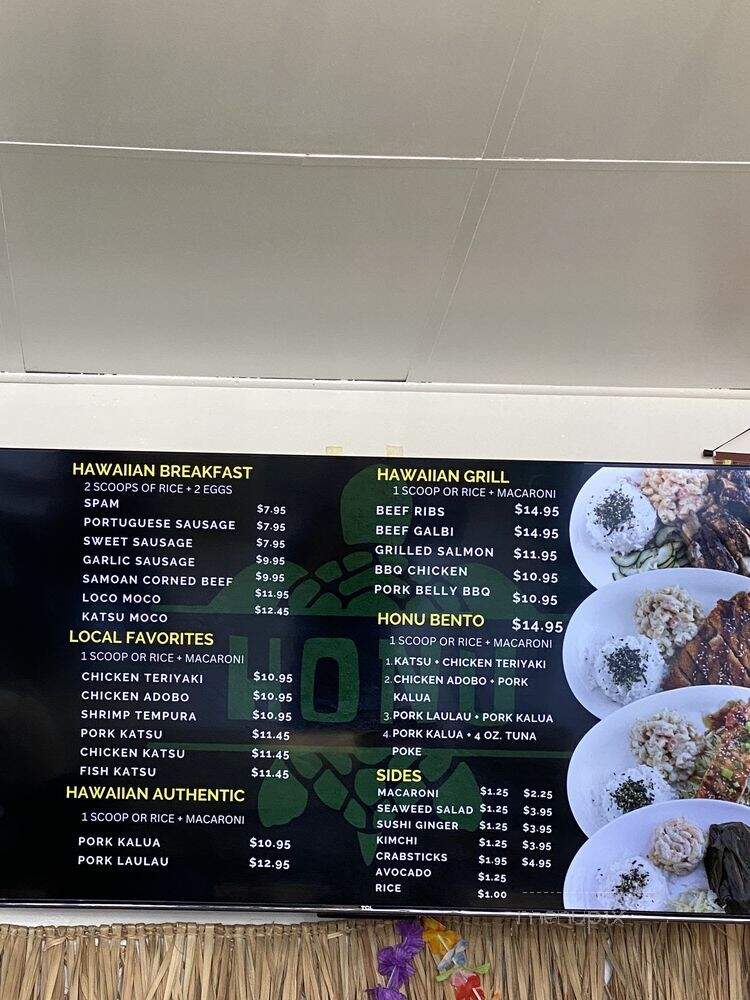 HAWAIIAN BREAKFAST
2 SCOOPS OF RICE + 2 EGGS
SPAM $7.95
PORTUGUESE SAUSAGE $7.95
SWEET SAUSAGE $7.95
GARLIC SAUSAGE $9.95
SAMOAN CORNED BEEF $9.95
LOCO MOCO $11.95
KATSU MOCO $12.45
LOCAL FAVORITES
1 SCOOP OR RICE + MACARONI
CHICKEN TERIYAKI $10.95
CHICKEN ADOBO $10.95
SHRIMP TEMPURA $10.95
PORK KATSU $11.45
CHICKEN KATSU $11.45
FISH KATSU $11.45
HAWAIIAN AUTHENTIC
1 SCOOP OR RICE + MACARONI
PORK KALUA $10.95
PORK LAULAU $12.95
HONU
HAWAIIAN GRILL
1 SCOOP OR RICE + MACARONI
BEEF RIBS $14.95
BEEF GALBI $14.95
GRILLED SALMON $11.95
BBQ CHICKEN $10.95
PORK BELLY BBQ $10.95
HONU BENTO $14.95
1 SCOOP OR RICE + MACARONI
1. KATSU + CHICKEN TERIYAKI
2. CHICKEN ADOBO + PORK
KALUA
3. PORK LAULAU + PORK KALUA
4. PORK KALUA + 4 OZ. TUNA
POKE
SIDES
MACARONI $1.25 $2.25
SEAWEED SALAD $1.25 $3.95
SUSHI GINGER $1.25 $3.95
KIMCHI $1.25 $3.95
CRABSTICKS $1.95 $4.95
AVOCADO $1.25
RICE $1.00
TCL
menupix